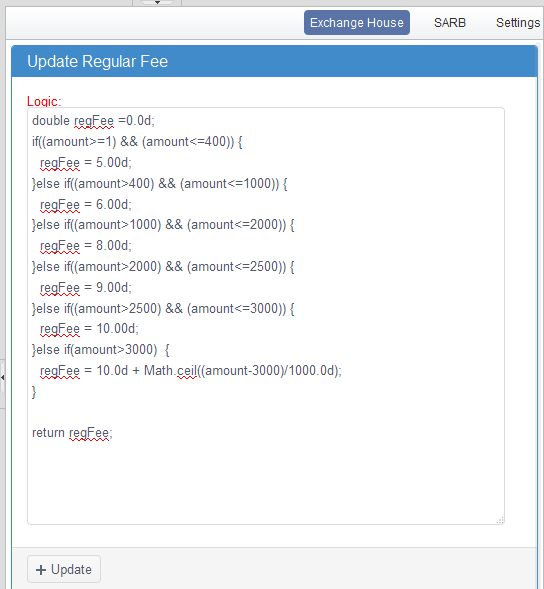 Exchange House SARB Settings
Update Regular Fee
Logic:
double regFee =0.0d;
if((amount>=1) && (amount<=400)) {
regFee = 5.00d;
}else if((amount>400) && (amount<=1000)) {
regFee = 6.00d;
}else if((amount>1000) && (amount<=2000)) {
regFee = 8.00d;
}else if((amount>2000) && (amount<=2500)) {
regFee = 9.00d;
}else if((amount>2500) && (amount<=3000)) {
regFee = 10.00d;
}else if(amount>3000)  {
regFee = 10.0d + Math.ceil((amount-3000)/1000.0d);
}
return regFee;
+ Update